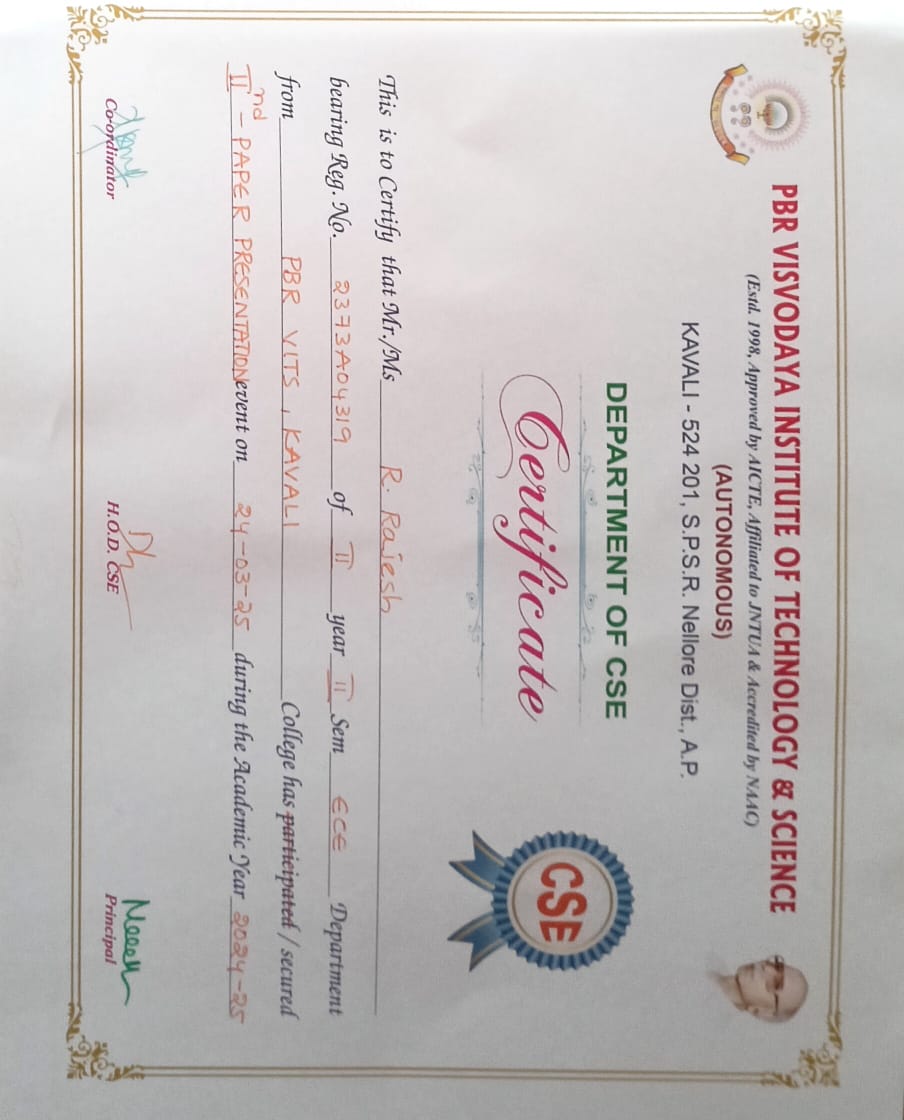 PBR VISVODAYA INSTITUTE OF TECHNOLOGY & SCIENCE
(Estd. 1998, Approved by AICTE, Affiliated to JNTUA & Accredited by NAAC)
(AUTONOMOUS)
KAVALI - 524 201, S.P.S.R. Nellore Dist., A.P.
DEPARTMENT OF CSE
CSE
Certificate
This is to Certify that Mr./Ms R. Rajesh
bearing Reg. No. 2373A04319 of II year II Sem ECE Department
from PBR VITS, KAVALI College has participated / secured
IInd - PAPER PRESENTATION event on 24-03-25 during the Academic Year 2024-25
Co-ordinator
H.O.D. CSE
Principal